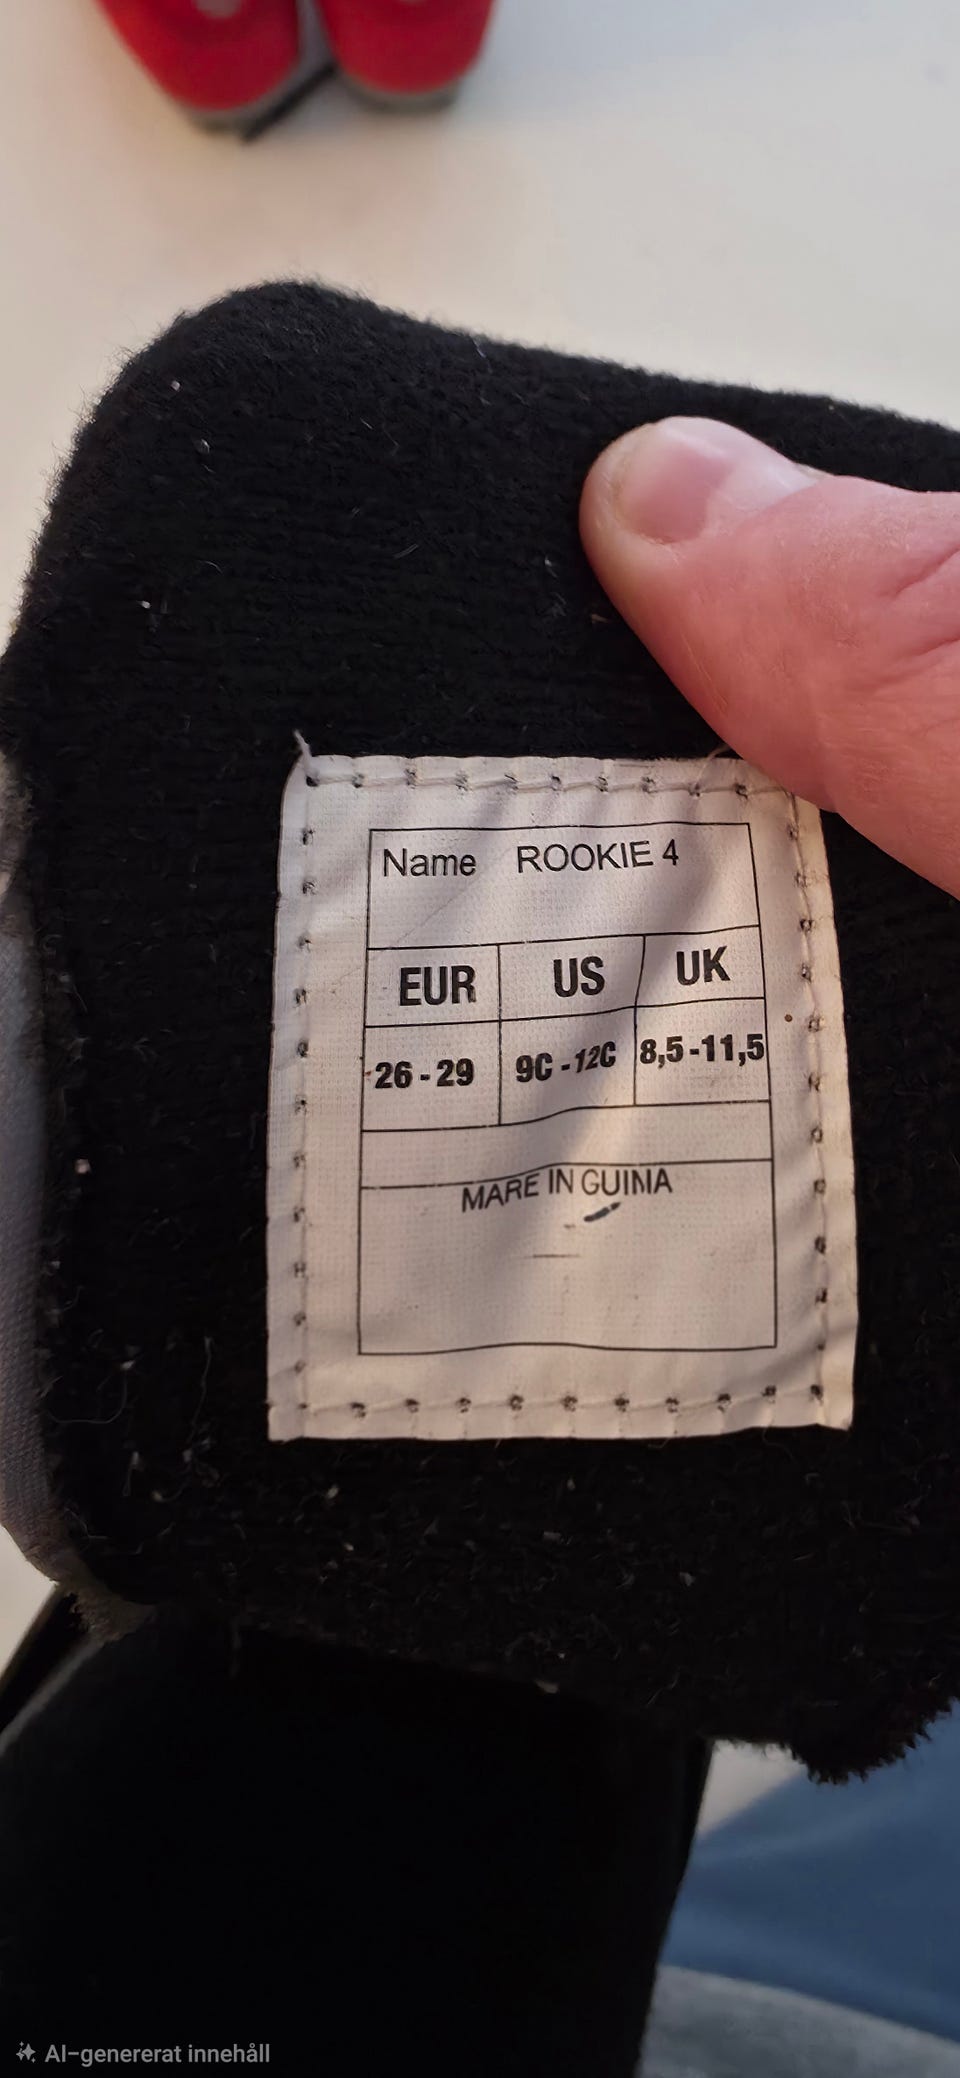 Name ROOKIE 4
EUR US UK
26 - 29 9C - 12C 8,5 - 11,5
MARE IN GUINA
AI-genererat innehåll